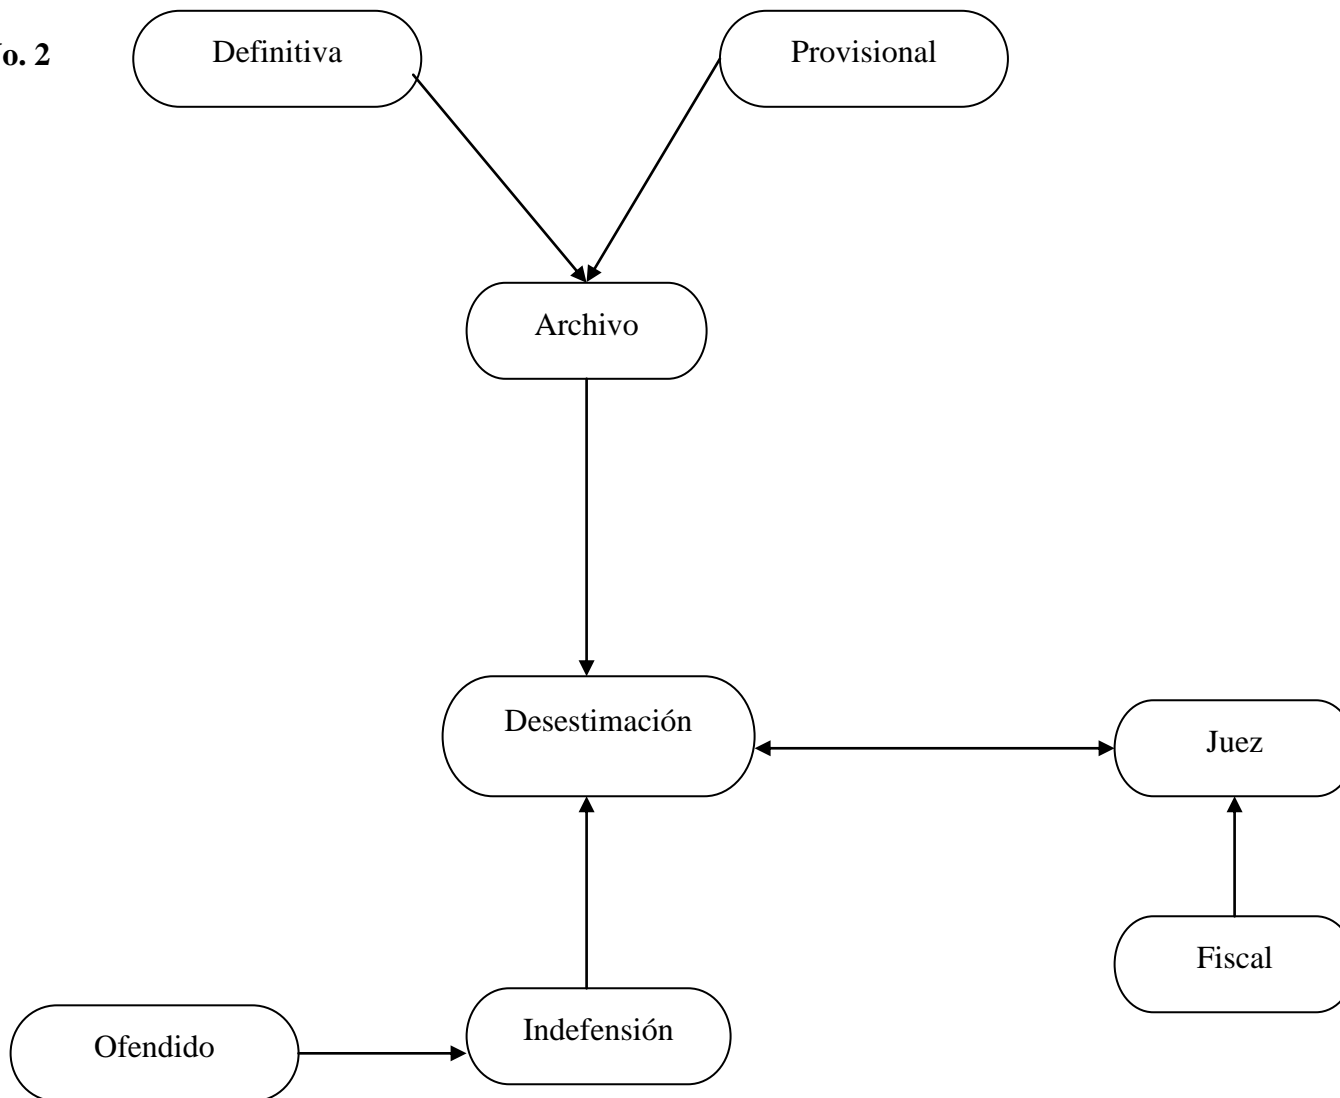 o. 2
Definitiva
Provisional
Archivo
Desestimación
Juez
Fiscal
Indefensión
Ofendido